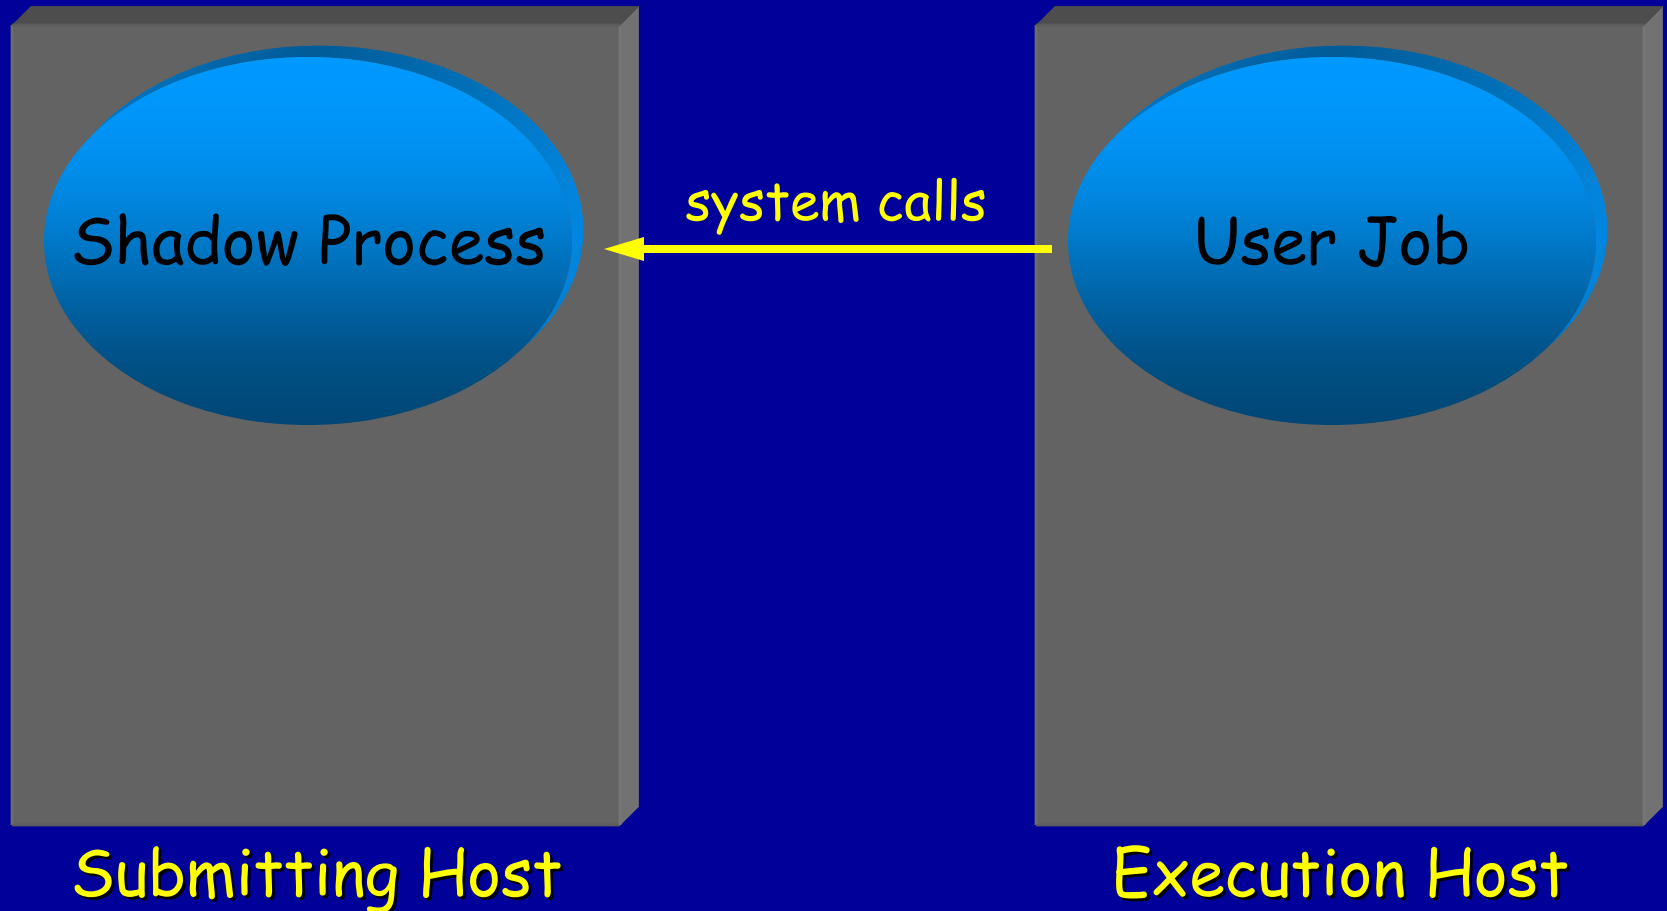 system calls
Shadow Process
User Job
Submitting Host
Execution Host